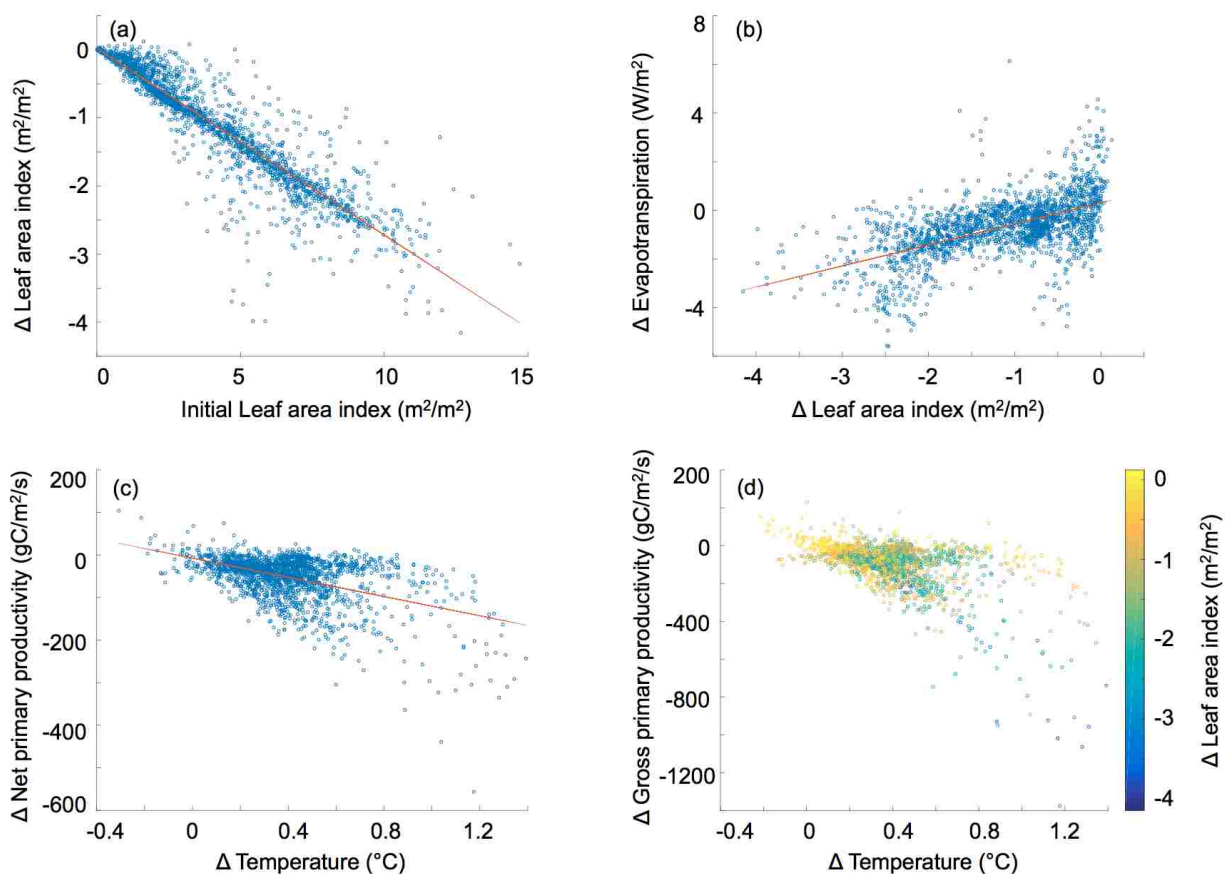 (a)
0
-1
-2
-3
-4
Δ Leaf area index (m²/m²)
0 5 10 15
Initial Leaf area index (m²/m²)
(b)
8
4
0
-4
Δ Evapotranspiration (W/m²)
-4 -3 -2 -1 0
Δ Leaf area index (m²/m²)
(c)
200
0
-200
-400
-600
Δ Net primary productivity (gC/m²/s)
-0.4 0 0.4 0.8 1.2
Δ Temperature (°C)
(d)
200
0
-400
-800
-1200
Δ Gross primary productivity (gC/m²/s)
-0.4 0 0.4 0.8 1.2
Δ Temperature (°C)
0
-1
-2
-3
-4
Δ Leaf area index (m²/m²)